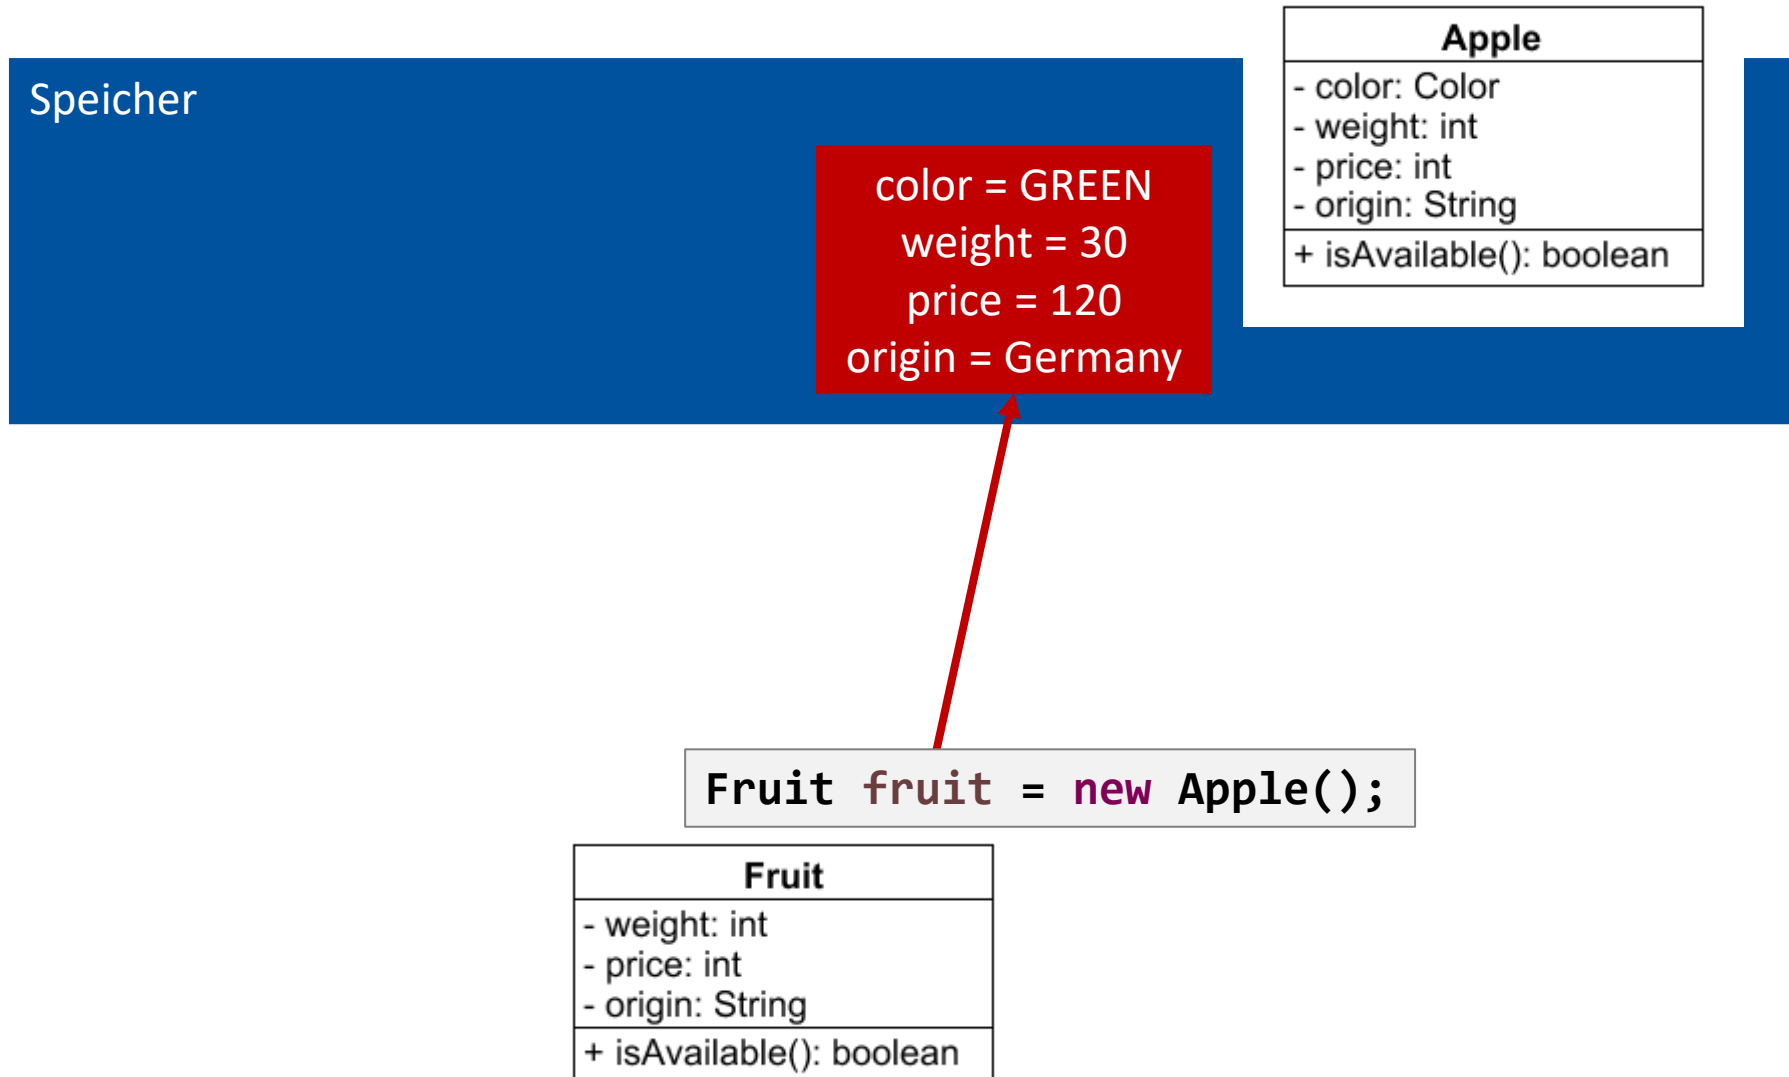 Speicher
color = GREEN
weight = 30
price = 120
origin = Germany
Apple
- color: Color
- weight: int
- price: int
- origin: String
+ isAvailable(): boolean
Fruit fruit = new Apple();
Fruit
- weight: int
- price: int
- origin: String
+ isAvailable(): boolean